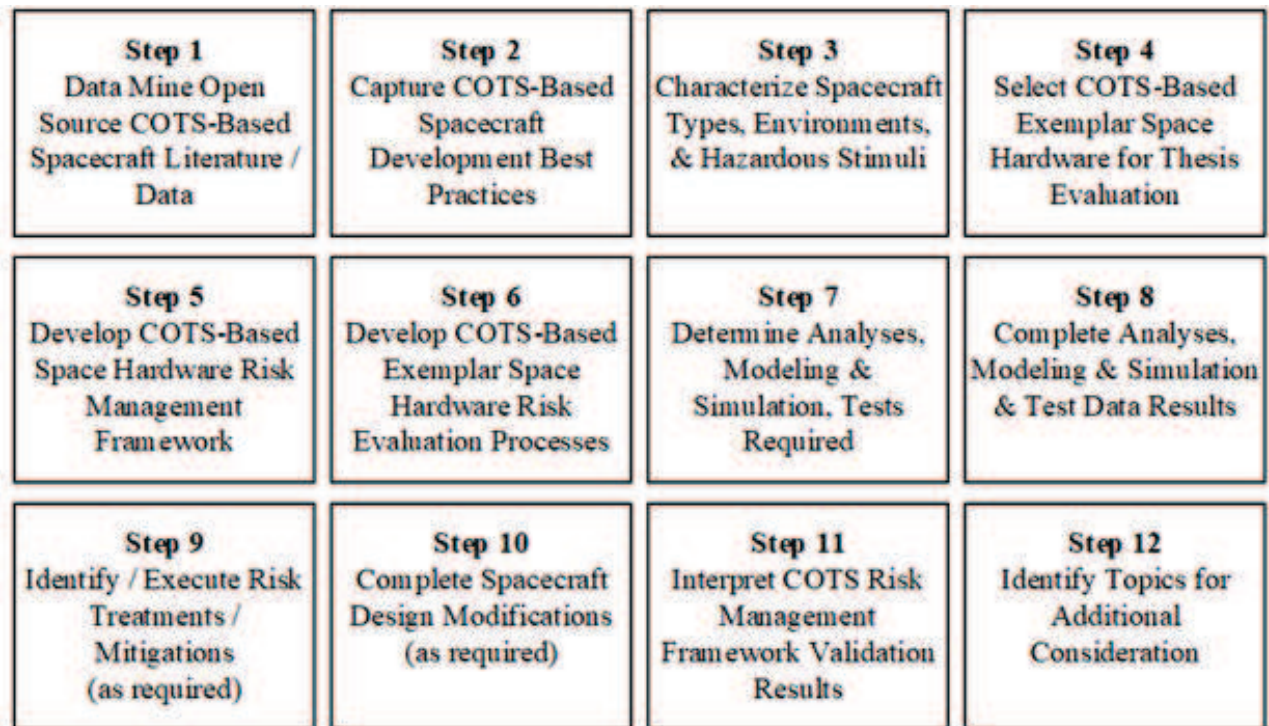 Step 1
Data Mine Open
Source COTS-Based
Spacecraft Literature /
Data
Step 2
Capture COTS-Based
Spacecraft
Development Best
Practices
Step 3
Characterize Spacecraft
Types, Environments,
& Hazardous Stimuli
Step 4
Select COTS-Based
Exemplar Space
Hardware for Thesis
Evaluation
Step 5
Develop COTS-Based
Space Hardware Risk
Management
Framework
Step 6
Develop COTS-Based
Exemplar Space
Hardware Risk
Evaluation Processes
Step 7
Determine Analyses,
Modeling &
Simulation, Tests
Required
Step 8
Complete Analyses,
Modeling & Simulation
& Test Data Results
Step 9
Identify / Execute Risk
Treatments /
Mitigations
(as required)
Step 10
Complete Spacecraft
Design Modifications
(as required)
Step 11
Interpret COTS Risk
Management
Framework Validation
Results
Step 12
Identify Topics for
Additional
Consideration